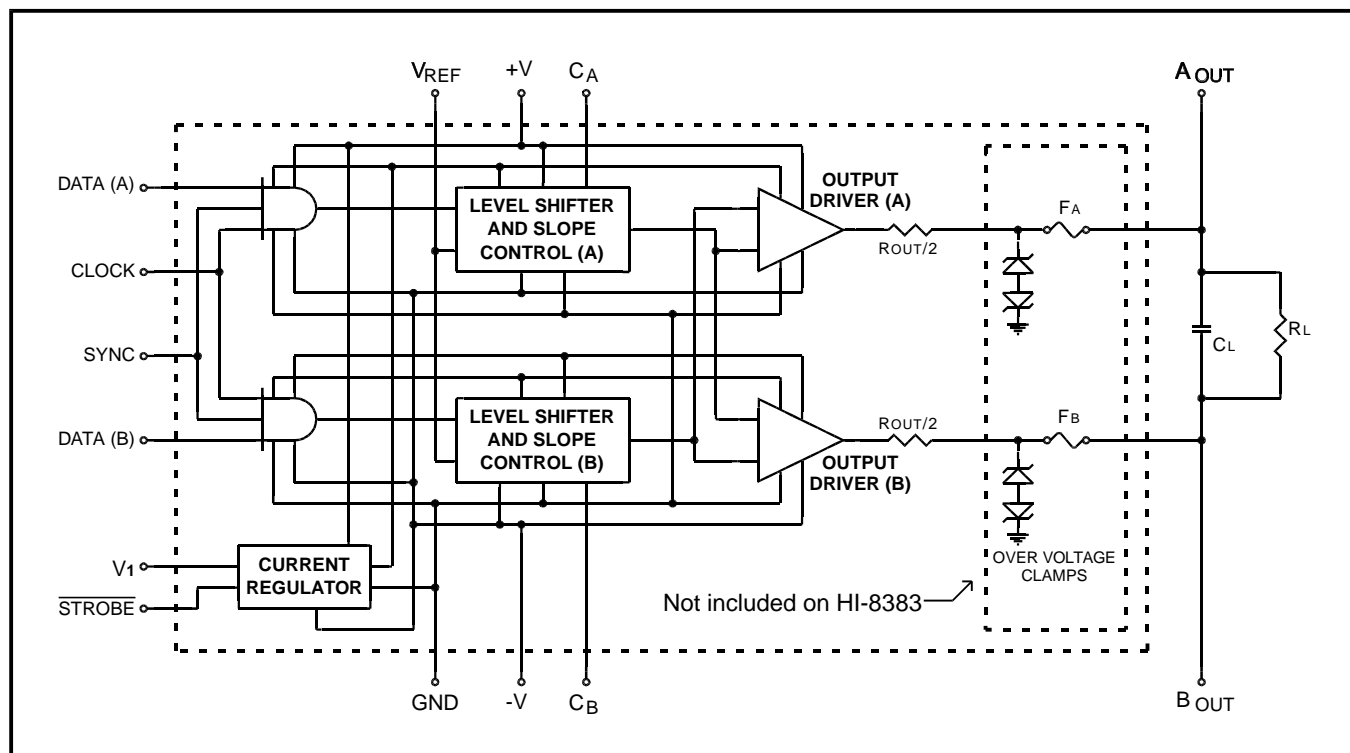 VREF
+V
CA
AOUT
DATA (A)
CLOCK
SYNC
DATA (B)
V1
STROBE
LEVEL SHIFTER
AND SLOPE
CONTROL (A)
OUTPUT
DRIVER (A)
ROUT/2
FA
CL
RL
LEVEL SHIFTER
AND SLOPE
CONTROL (B)
OUTPUT
DRIVER (B)
ROUT/2
FB
CURRENT
REGULATOR
OVER VOLTAGE
CLAMPS
Not included on HI-8383
GND
-V
CB
BOUT